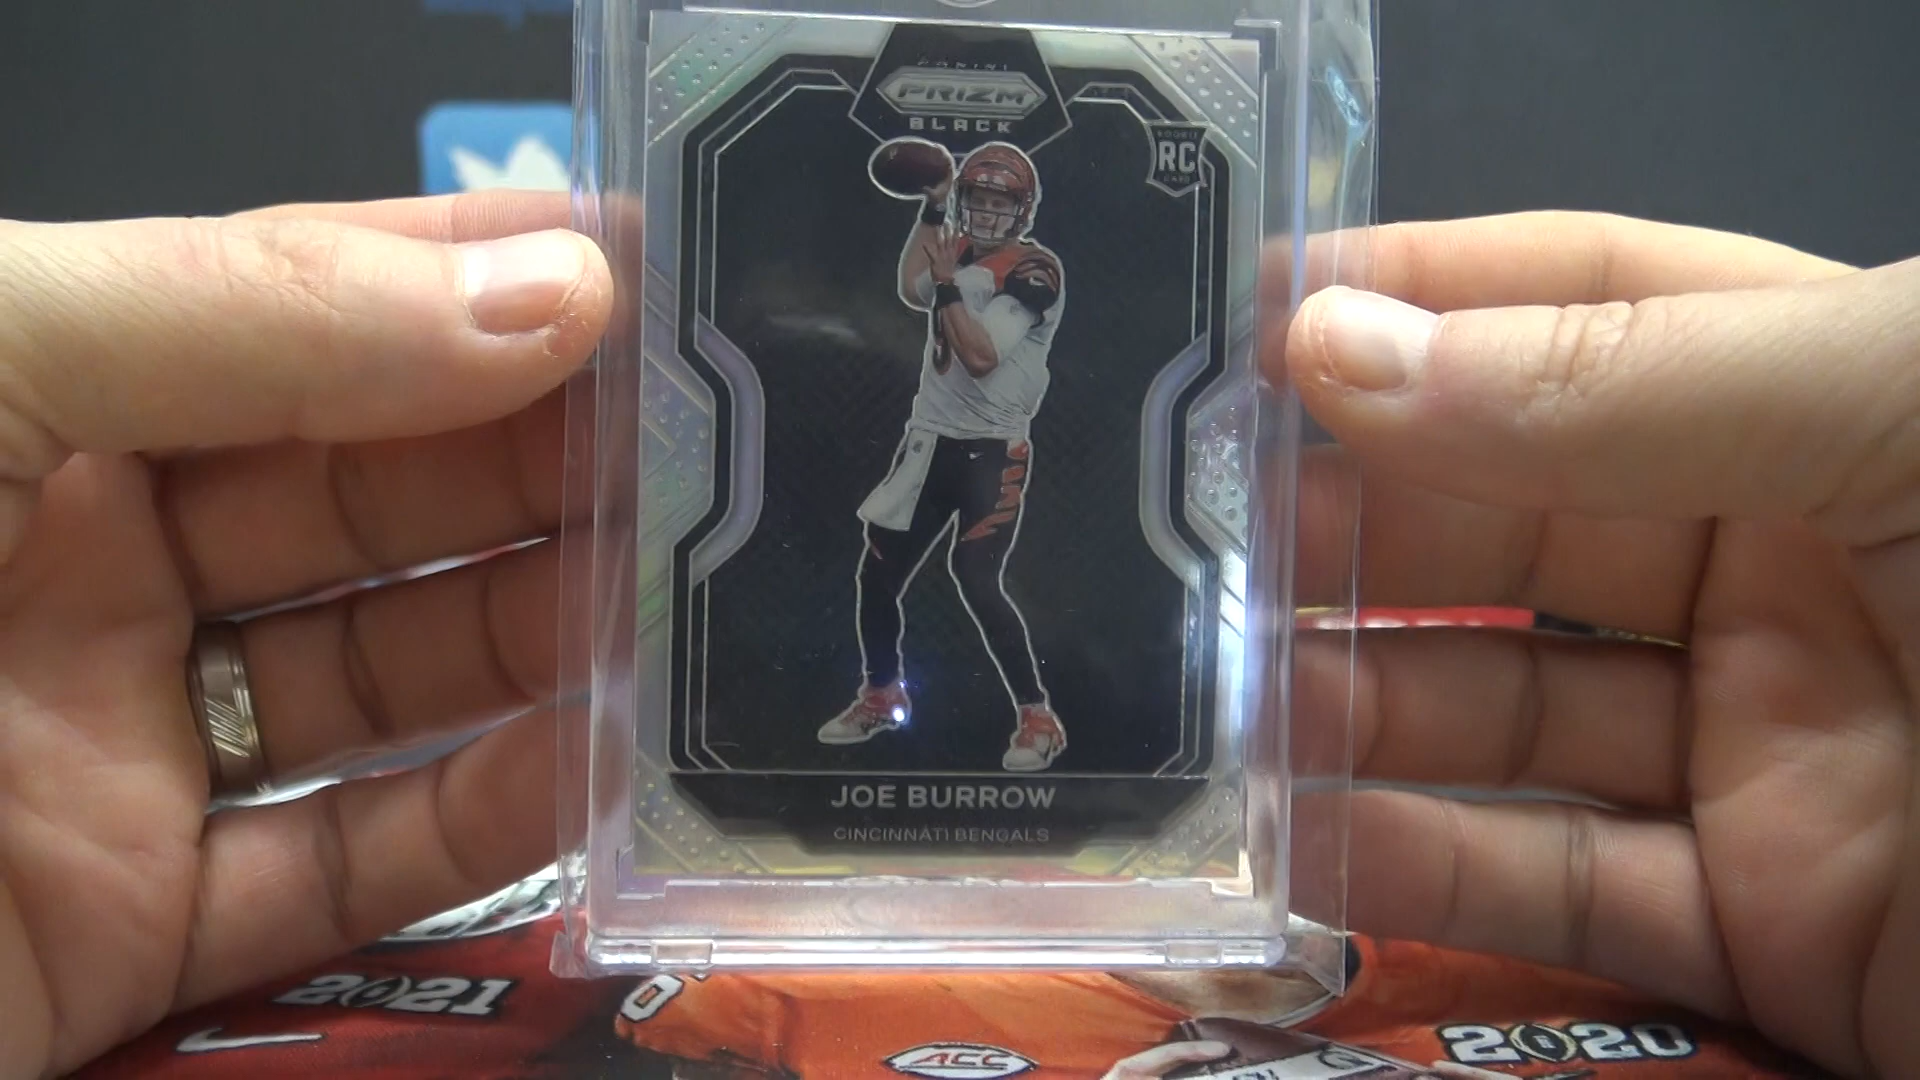 PANINI
PRIZM
BLACK
ROOKIE
RC
CARD
JOE BURROW
CINCINNATI BENGALS
2021
ACC
2020